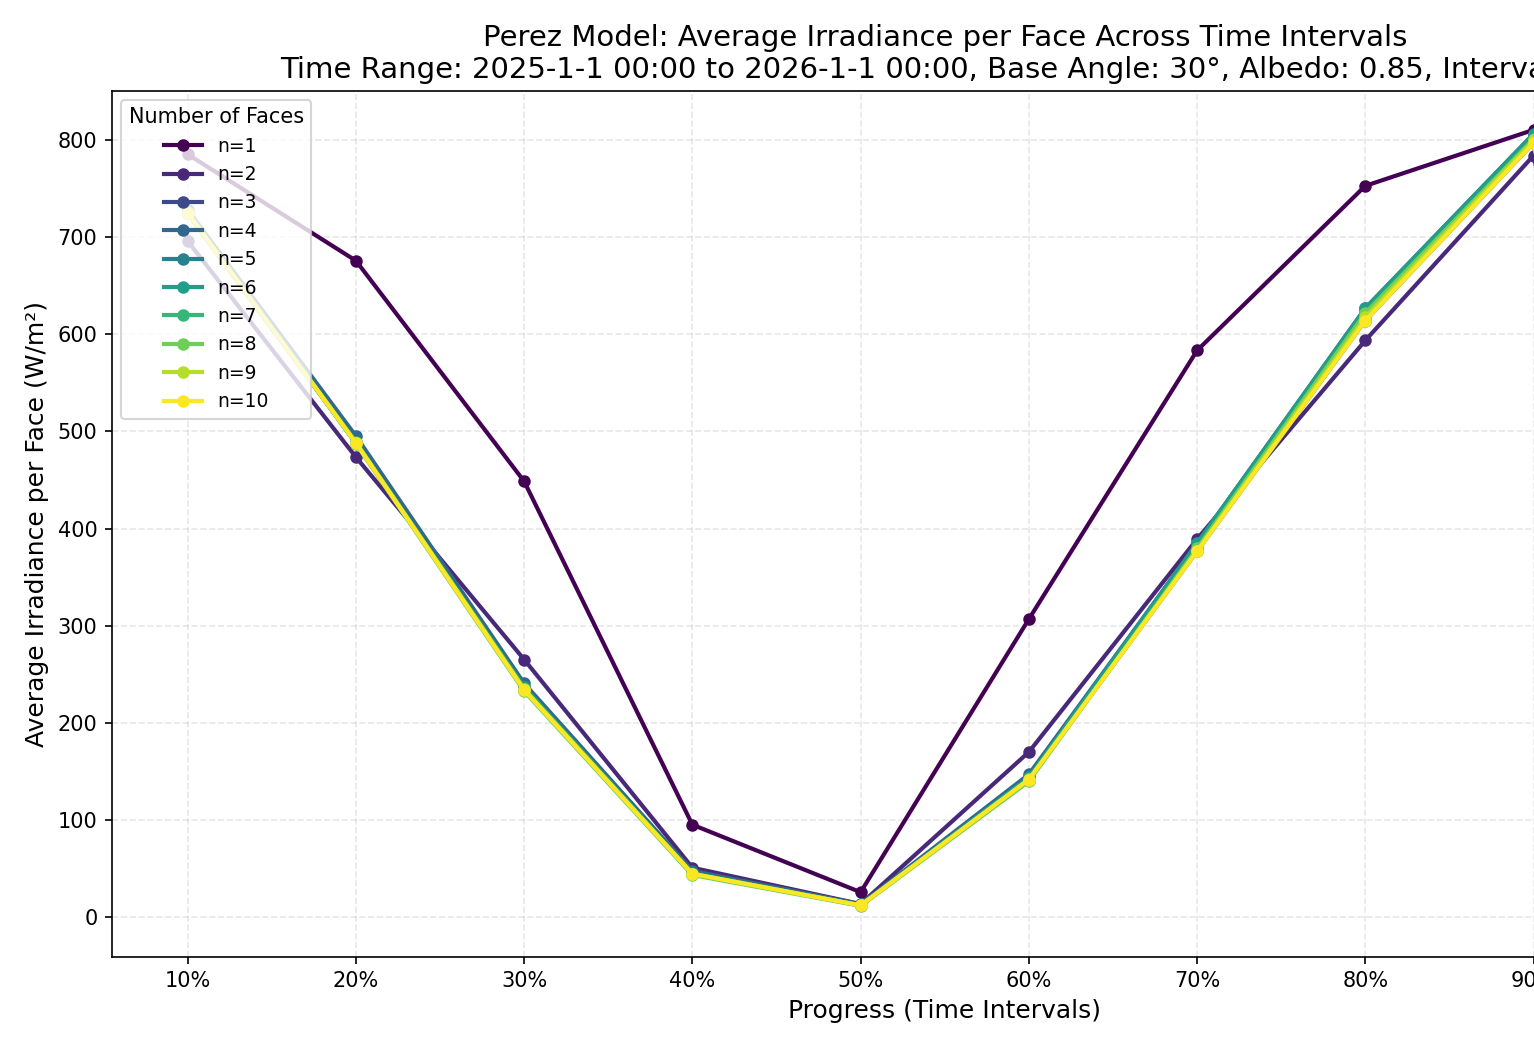 Perez Model: Average Irradiance per Face Across Time Intervals
Time Range: 2025-1-1 00:00 to 2026-1-1 00:00, Base Angle: 30°, Albedo: 0.85, Interva
Number of Faces
n=1
n=2
n=3
n=4
n=5
n=6
n=7
n=8
n=9
n=10
Average Irradiance per Face (W/m²)
800
700
600
500
400
300
200
100
0
10%
20%
30%
40%
50%
60%
70%
80%
90
Progress (Time Intervals)